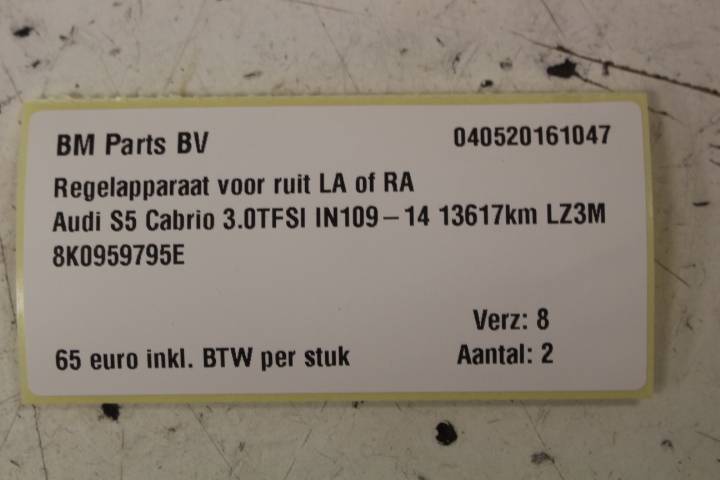 BM Parts BV 040520161047
Regelapparaat voor ruit LA of RA
Audi S5 Cabrio 3.0TFSI IN109-14 13617km LZ3M
8K0959795E
Verz: 8
65 euro inkl. BTW per stuk Aantal: 2